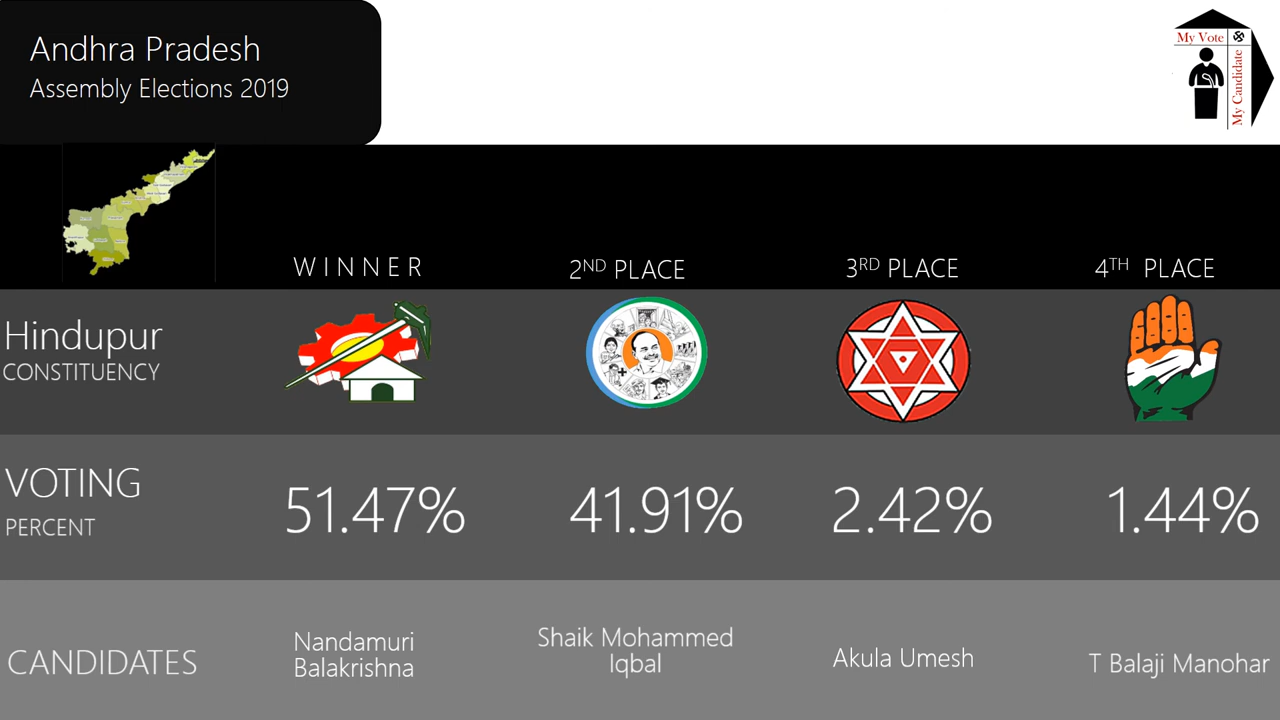 Andhra Pradesh
Assembly Elections 2019
My Vote
My Candidate
WINNER
2ND PLACE
3RD PLACE
4TH PLACE
Hindupur
CONSTITUENCY
VOTING
PERCENT
51.47%
41.91%
2.42%
1.44%
CANDIDATES
Nandamuri
Balakrishna
Shaik Mohammed
Iqbal
Akula Umesh
T Balaji Manohar